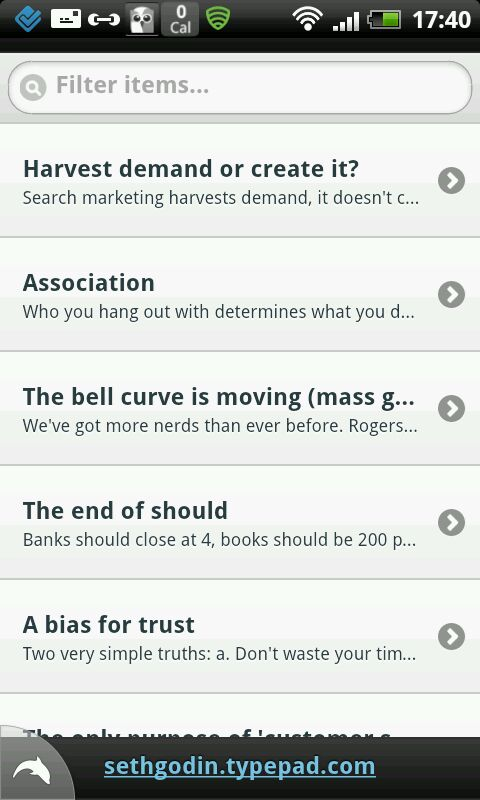 0
Cal
17:40
Filter items...
Harvest demand or create it?
Search marketing harvests demand, it doesn't c...
Association
Who you hang out with determines what you d...
The bell curve is moving (mass g...
We've got more nerds than ever before. Rogers...
The end of should
Banks should close at 4, books should be 200 p...
A bias for trust
Two very simple truths: a. Don't waste your tim...
The only purpose of 'customer s...
sethgodin.typepad.com